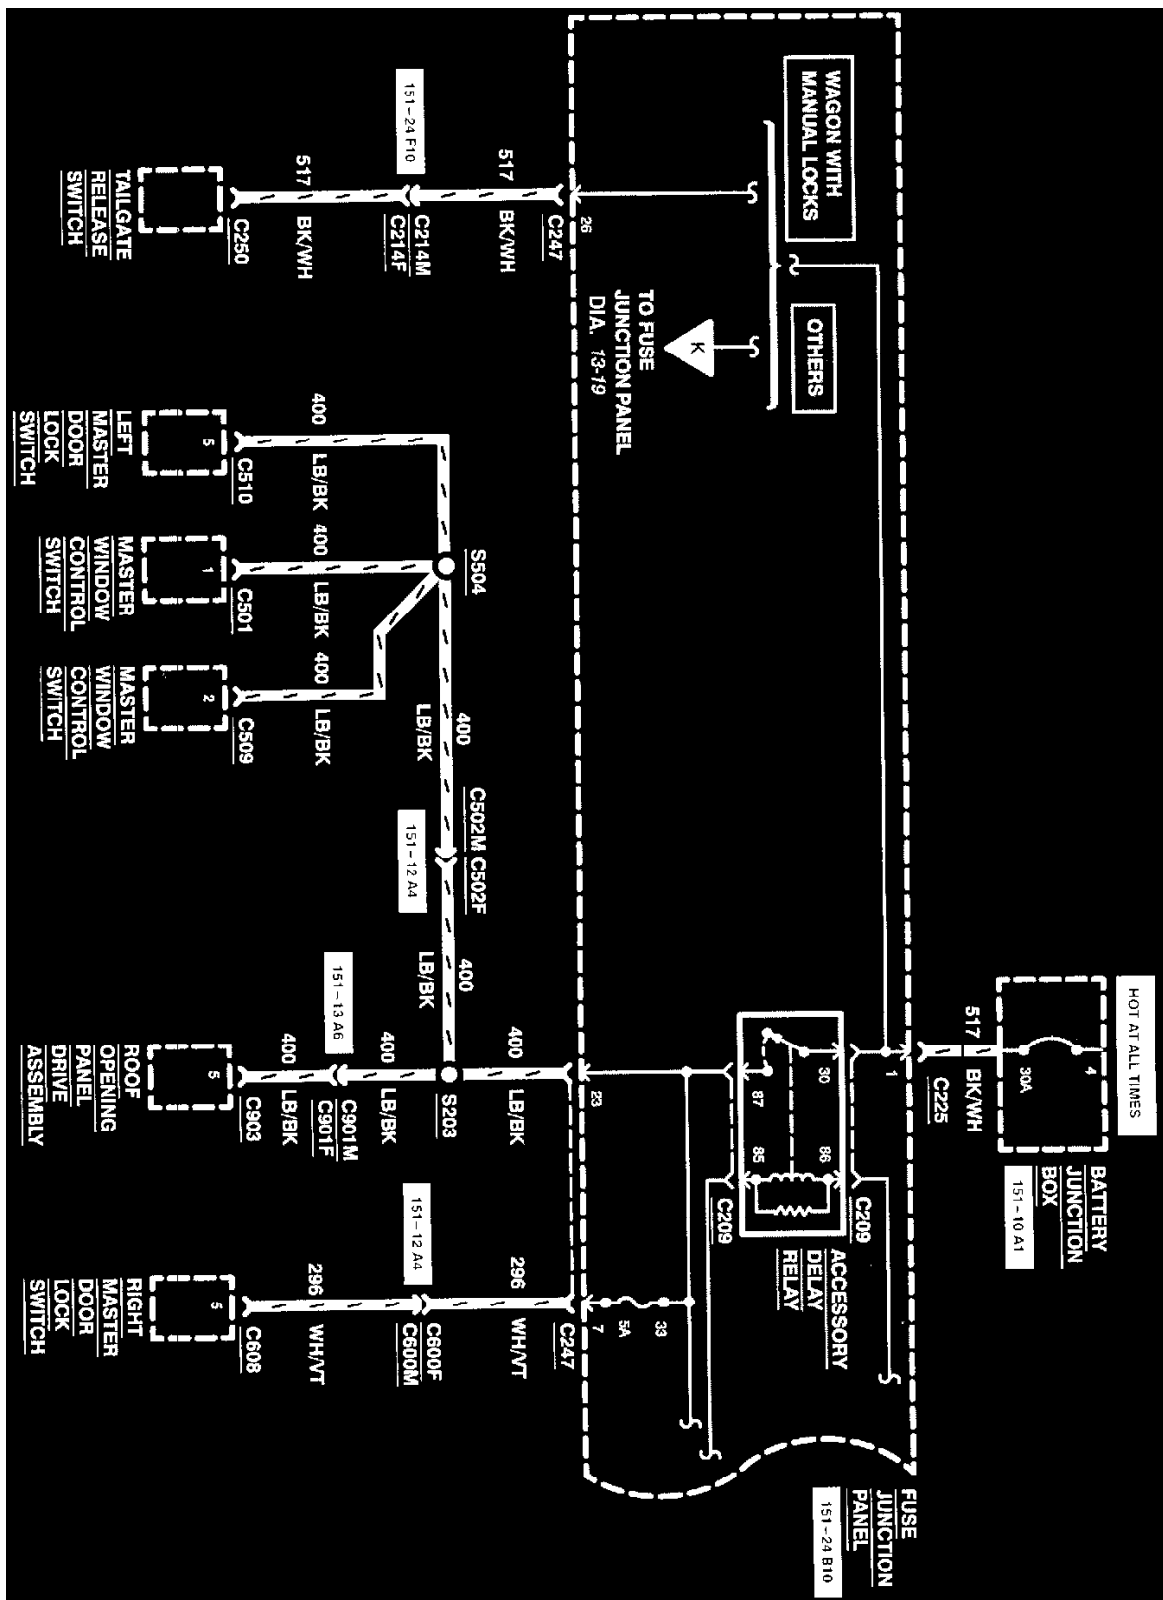 HOT AT ALL TIMES
4
30A
BATTERY
JUNCTION
BOX
151-10 A1
517
BK/WH
C225
1
WAGON WITH
MANUAL LOCKS
OTHERS
K
TO FUSE
JUNCTION PANEL
DIA. 13-19
30
86
87
85
C209
C209
ACCESSORY
DELAY
RELAY
FUSE
JUNCTION
PANEL
151-24 B10
33
5A
26
23
7
C247
C247
517
BK/WH
C214M
C214F
151-24 F10
517
BK/WH
C250
TAILGATE
RELEASE
SWITCH
S504
400
LB/BK
C502M C502F
151-12 A4
400
LB/BK
S203
400
LB/BK
400
LB/BK
C510
5
LEFT
MASTER
DOOR
LOCK
SWITCH
400
LB/BK
C501
1
MASTER
WINDOW
CONTROL
SWITCH
400
LB/BK
C509
2
MASTER
WINDOW
CONTROL
SWITCH
400
LB/BK
C901M
C901F
151-13 A6
400
LB/BK
C903
5
ROOF
OPENING
PANEL
DRIVE
ASSEMBLY
296
WH/VT
C600F
C600M
151-12 A4
296
WH/VT
C608
5
RIGHT
MASTER
DOOR
LOCK
SWITCH